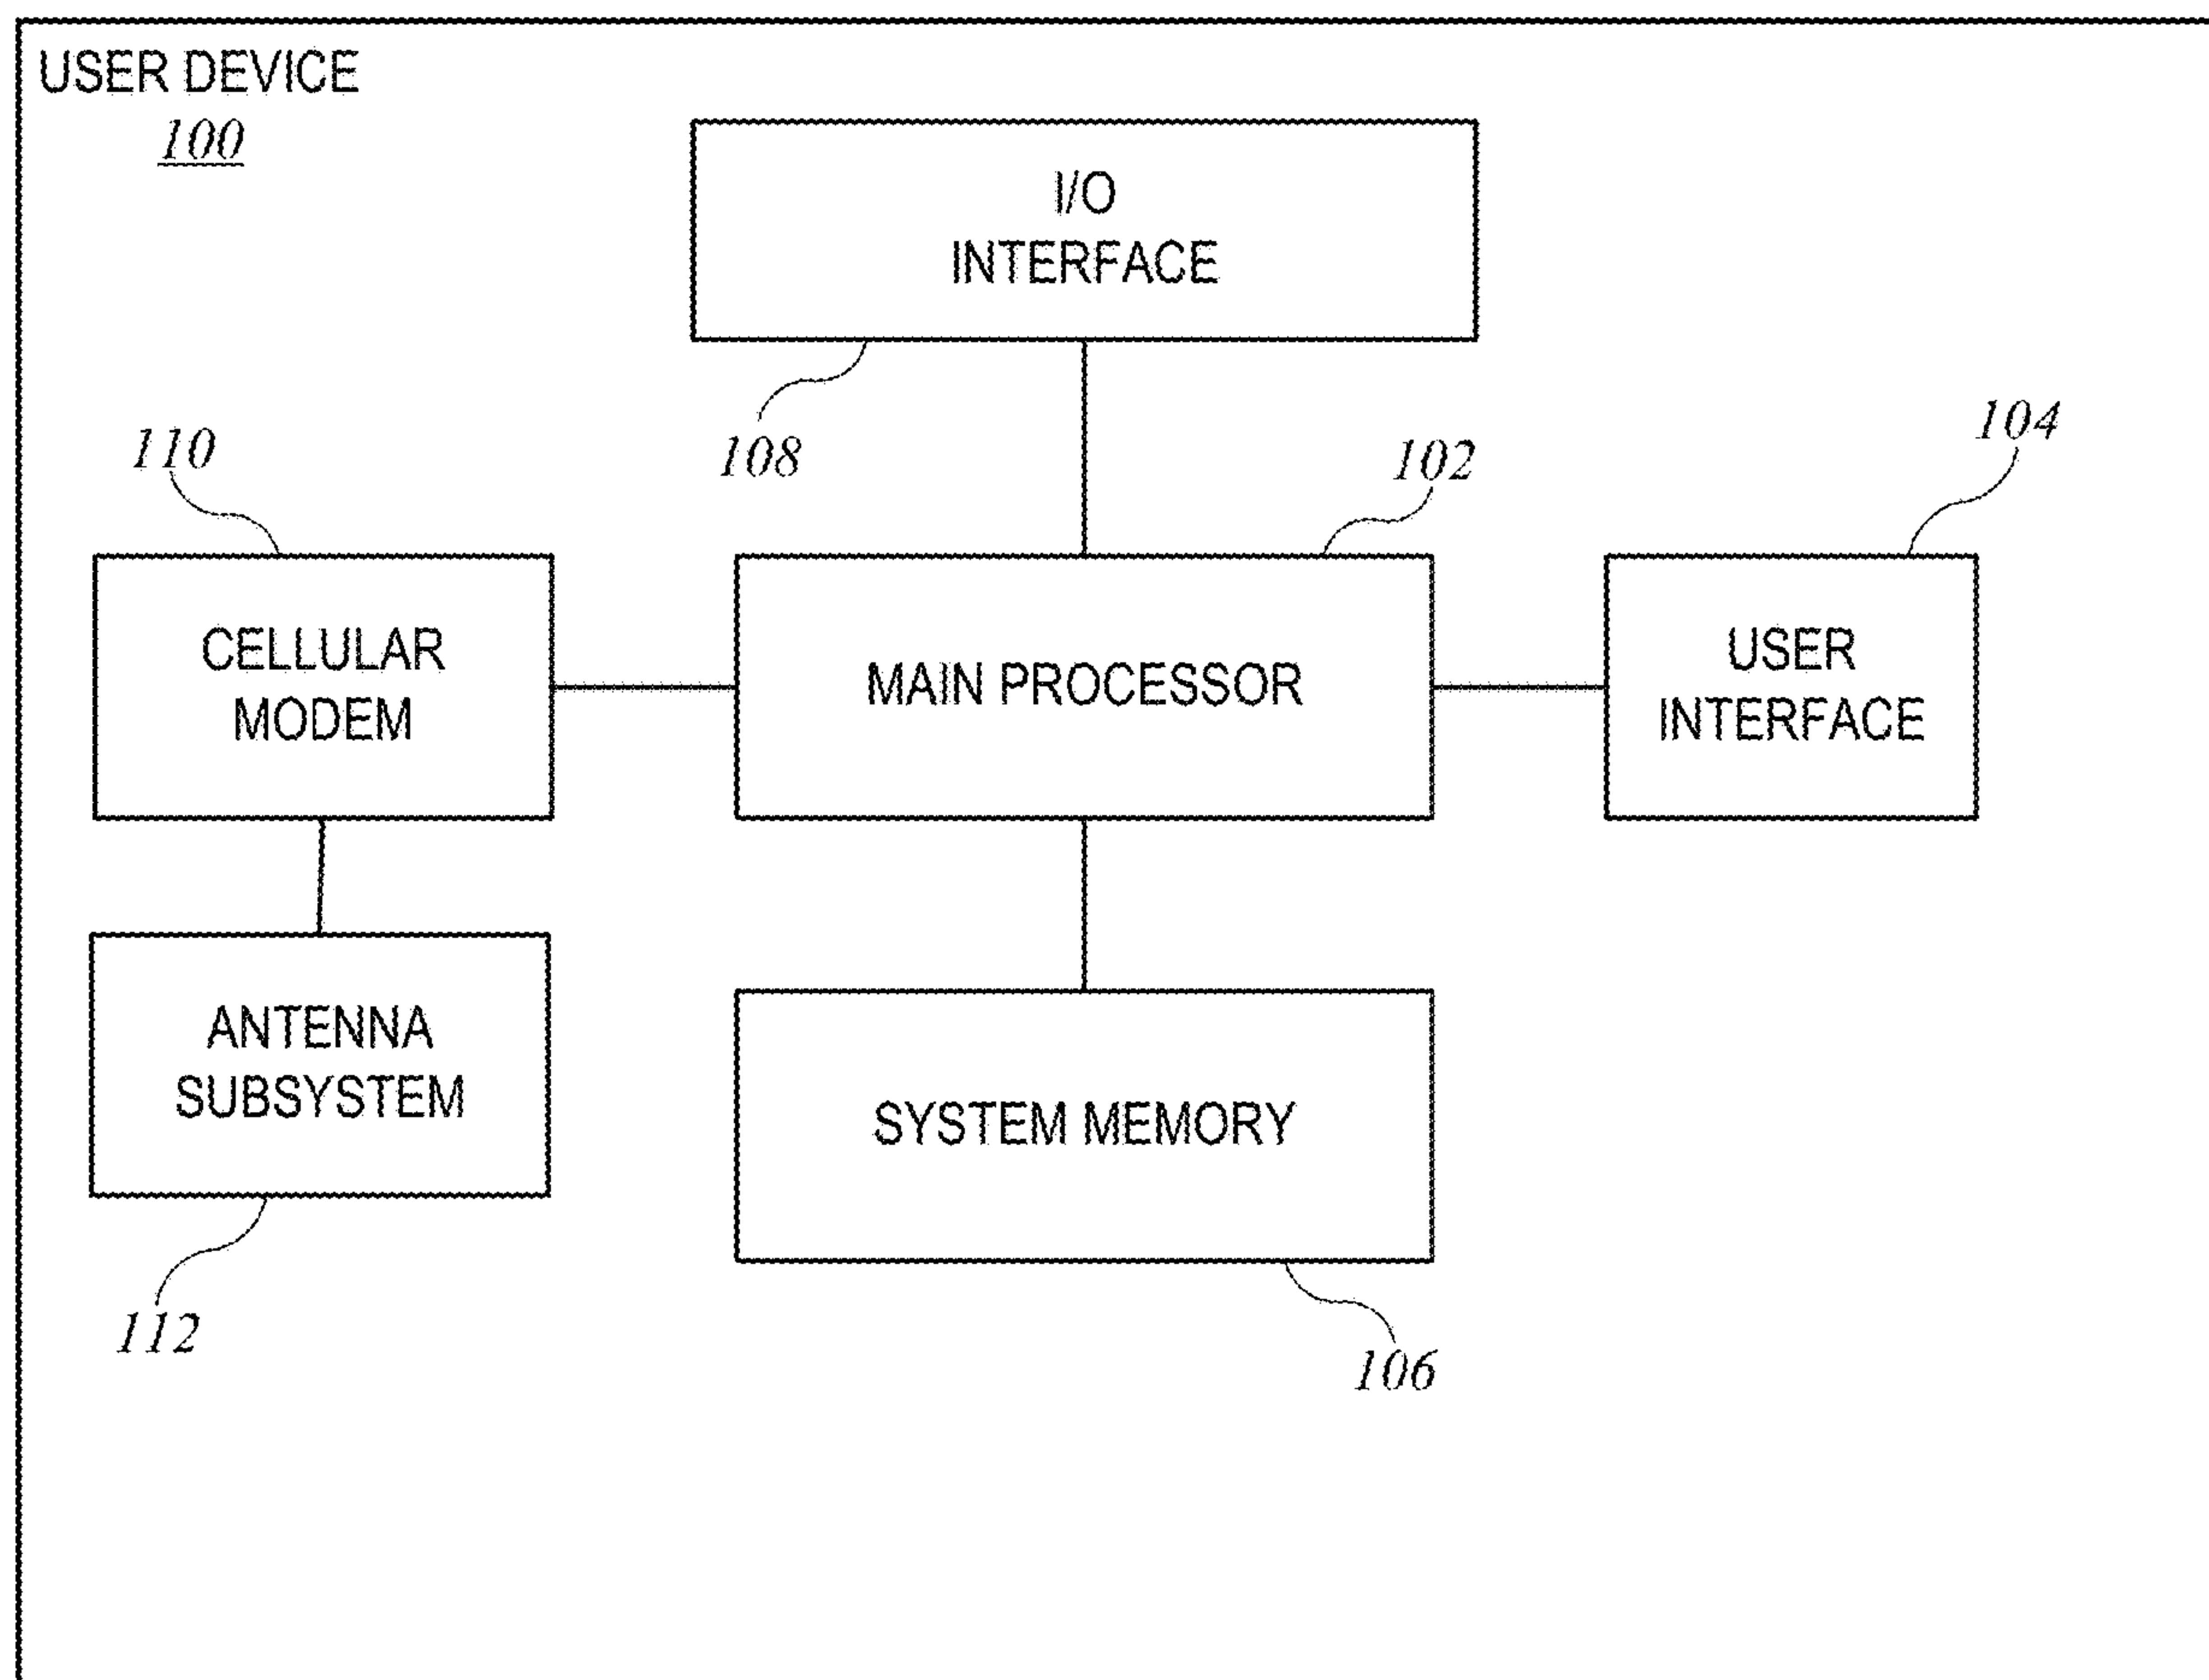 USER DEVICE
100
I/O
INTERFACE
108
110
102
104
CELLULAR
MODEM
MAIN PROCESSOR
USER
INTERFACE
ANTENNA
SUBSYSTEM
SYSTEM MEMORY
112
106